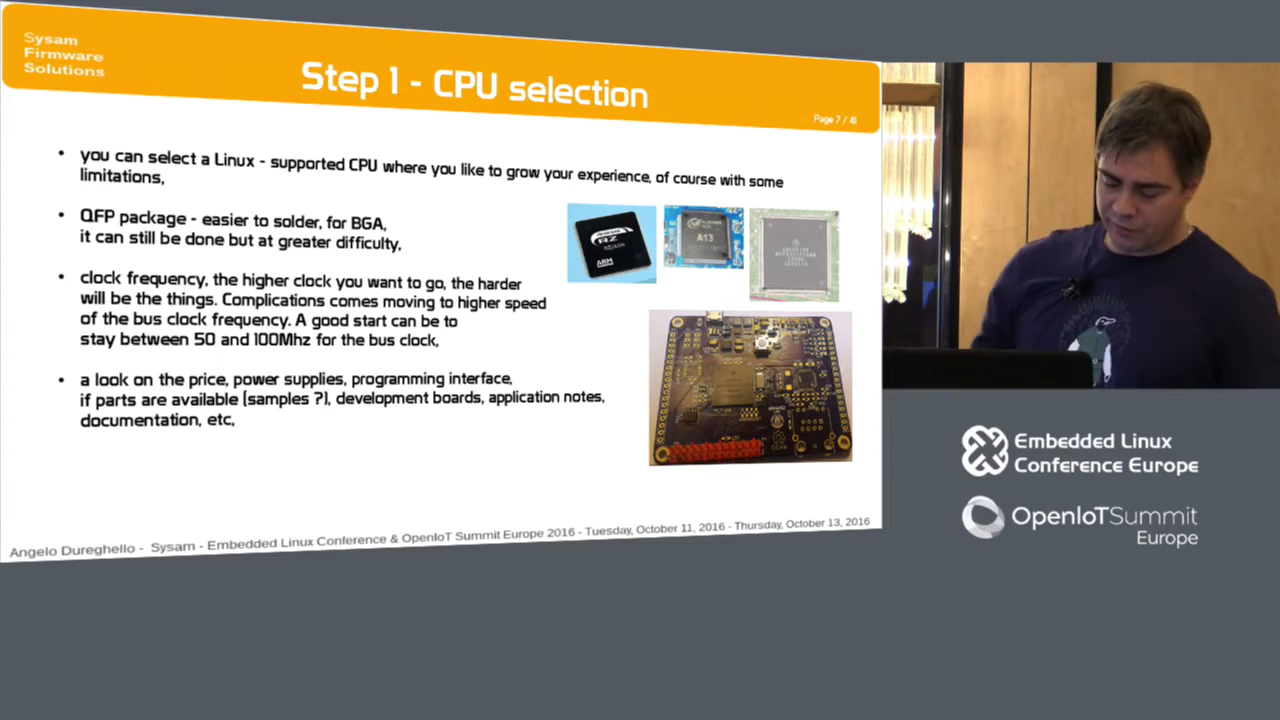 Sysam
Firmware
Solutions
Step 1 - CPU selection
Page 7 / 41
• you can select a Linux - supported CPU where you like to grow your experience, of course with some
limitations,
• QFP package - easier to solder, for BGA,
it can still be done but at greater difficulty,
• clock frequency, the higher clock you want to go, the harder
will be the things. Complications comes moving to higher speed
of the bus clock frequency. A good start can be to
stay between 50 and 100Mhz for the bus clock,
• a look on the price, power supplies, programming interface,
if parts are available (samples ?), development boards, application notes,
documentation, etc,
RZ
ARM
A13
Angelo Dureghello - Sysam - Embedded Linux Conference & OpenIoT Summit Europe 2016 - Tuesday, October 11, 2016 - Thursday, October 13, 2016
Embedded Linux
Conference Europe
OpenIoTSummit
Europe